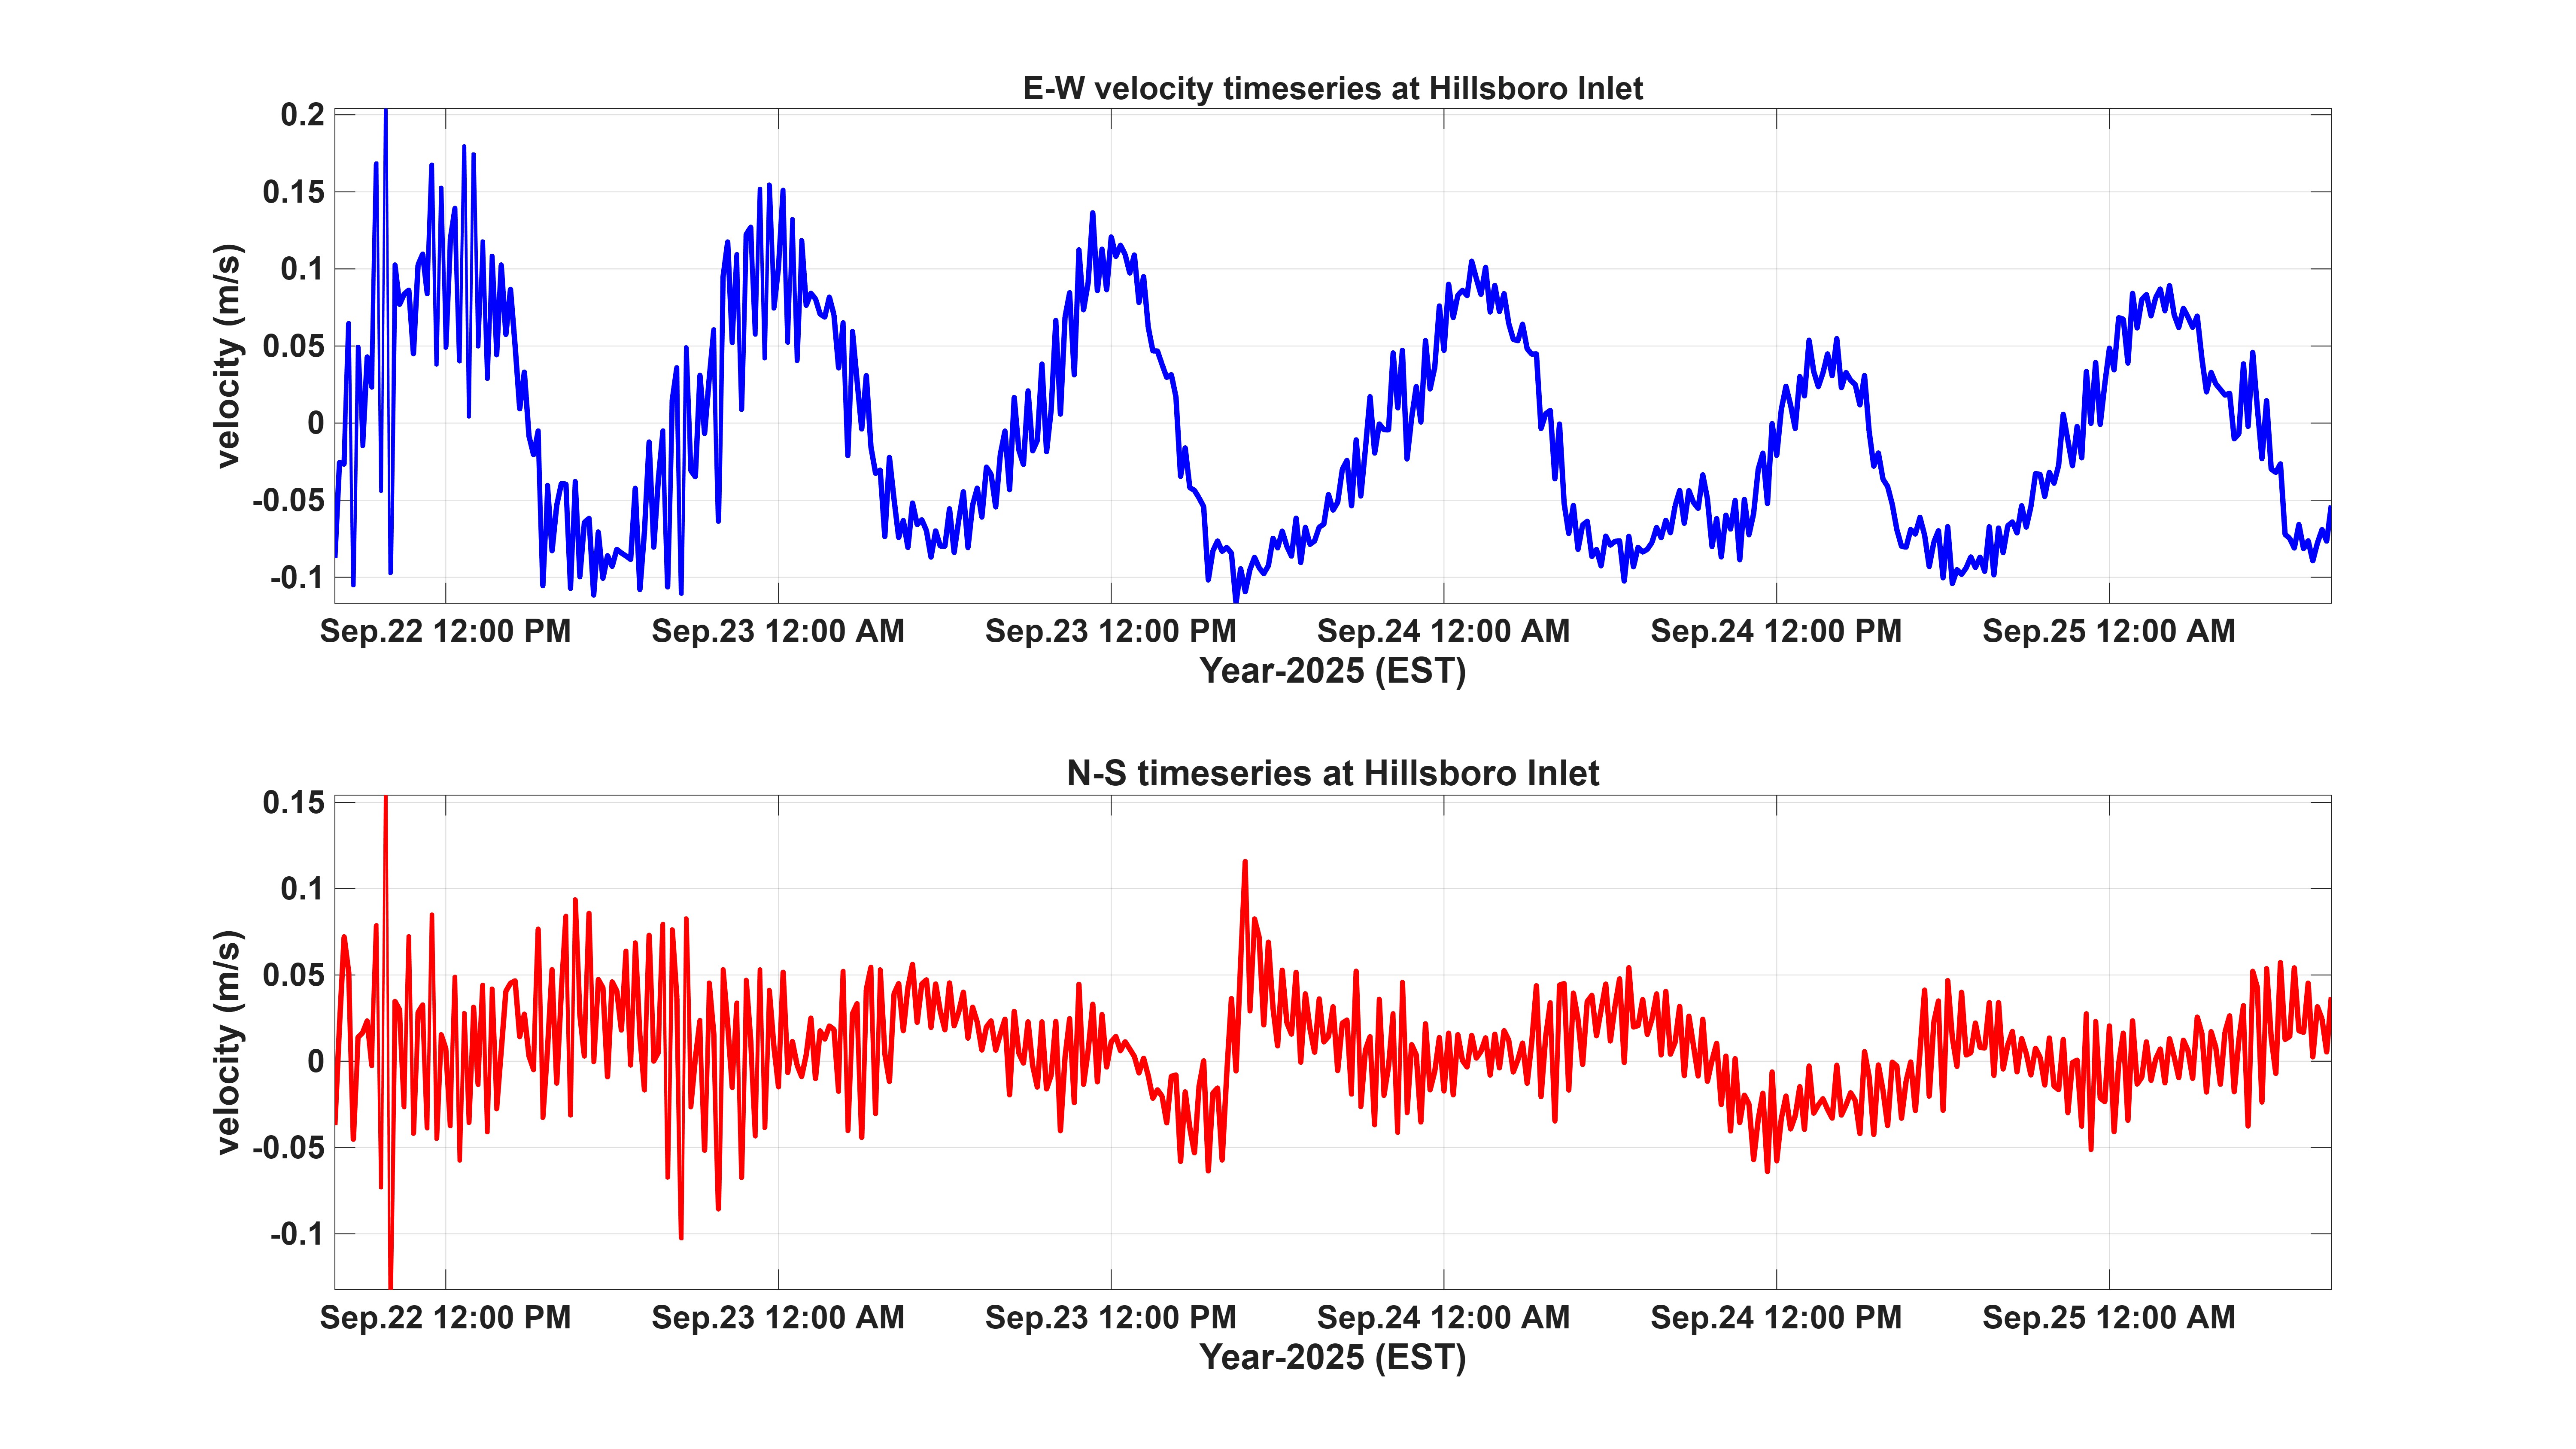 E-W velocity timeseries at Hillsboro Inlet
0.2
0.15
0.1
0.05
0
-0.05
-0.1
velocity (m/s)
Sep.22 12:00 PM Sep.23 12:00 AM Sep.23 12:00 PM Sep.24 12:00 AM Sep.24 12:00 PM Sep.25 12:00 AM
Year-2025 (EST)
N-S timeseries at Hillsboro Inlet
0.15
0.1
0.05
0
-0.05
-0.1
velocity (m/s)
Sep.22 12:00 PM Sep.23 12:00 AM Sep.23 12:00 PM Sep.24 12:00 AM Sep.24 12:00 PM Sep.25 12:00 AM
Year-2025 (EST)